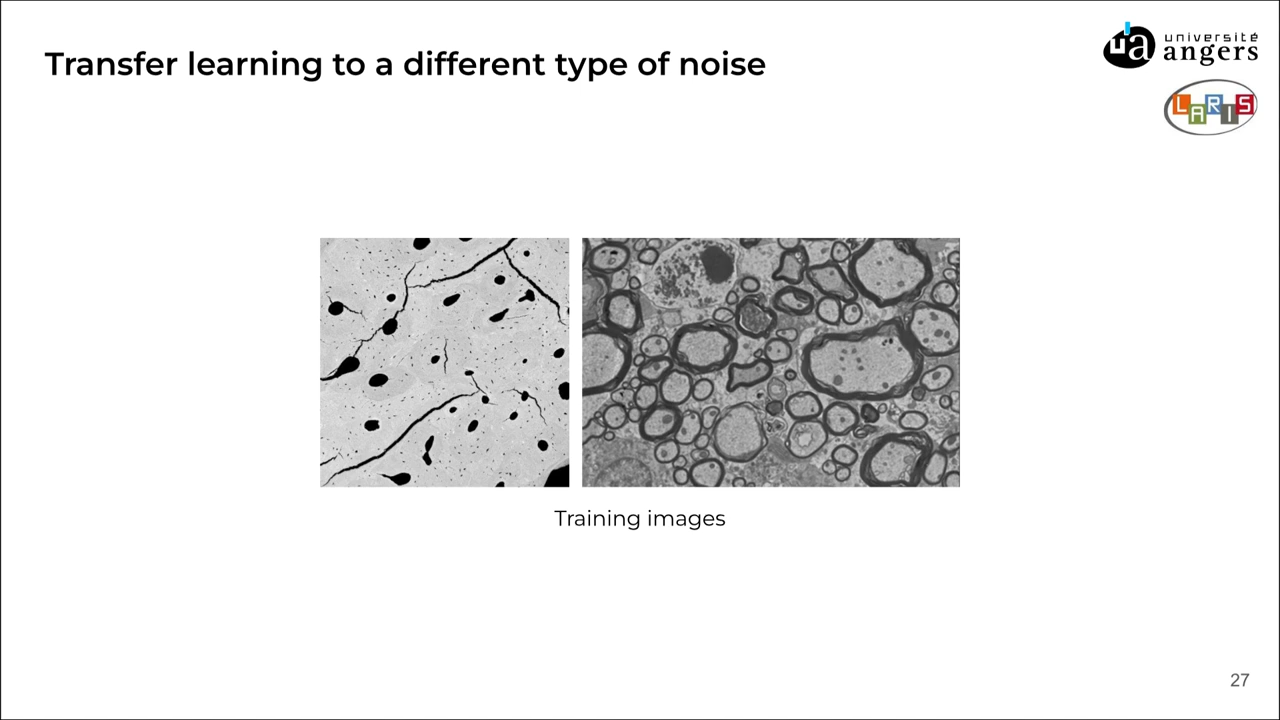 Transfer learning to a different type of noise
université
angers
LARIS
Training images
27